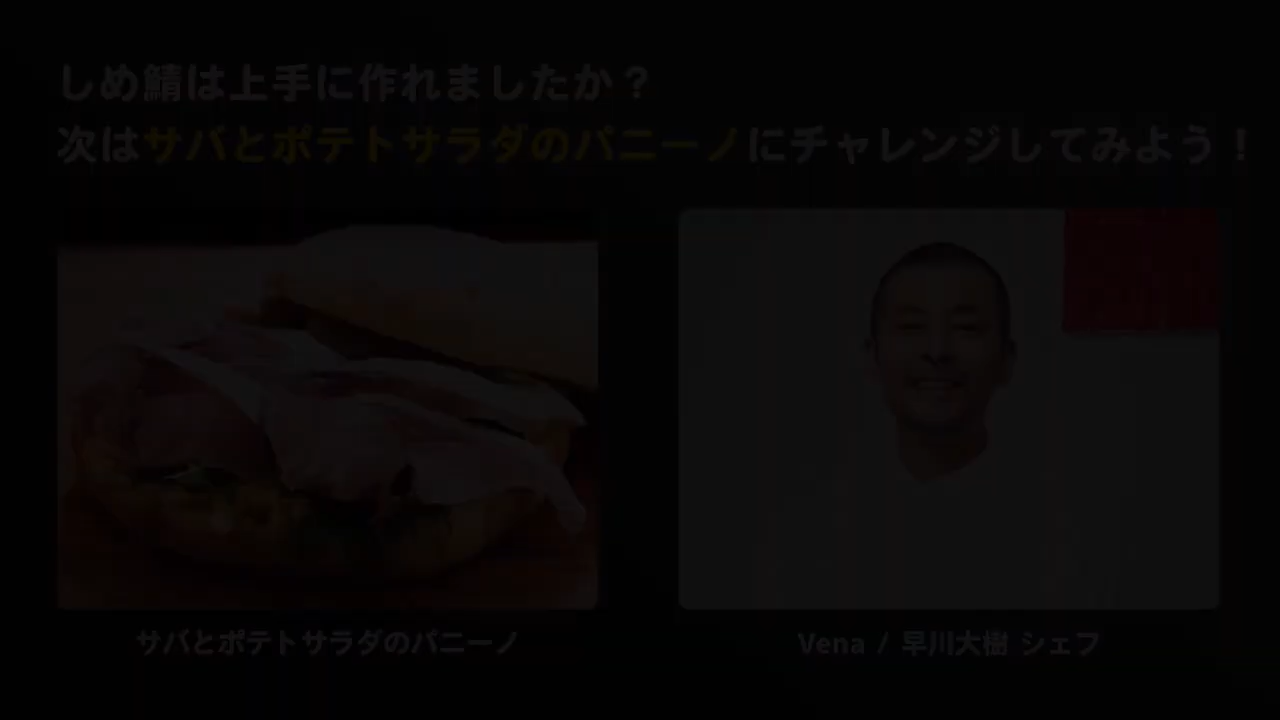 しめ鯖は上手に作れましたか？
次はサバとポテトサラダのパニーノにチャレンジしてみよう！
サバとポテトサラダのパニーノ
Vena / 早川大樹 シェフ